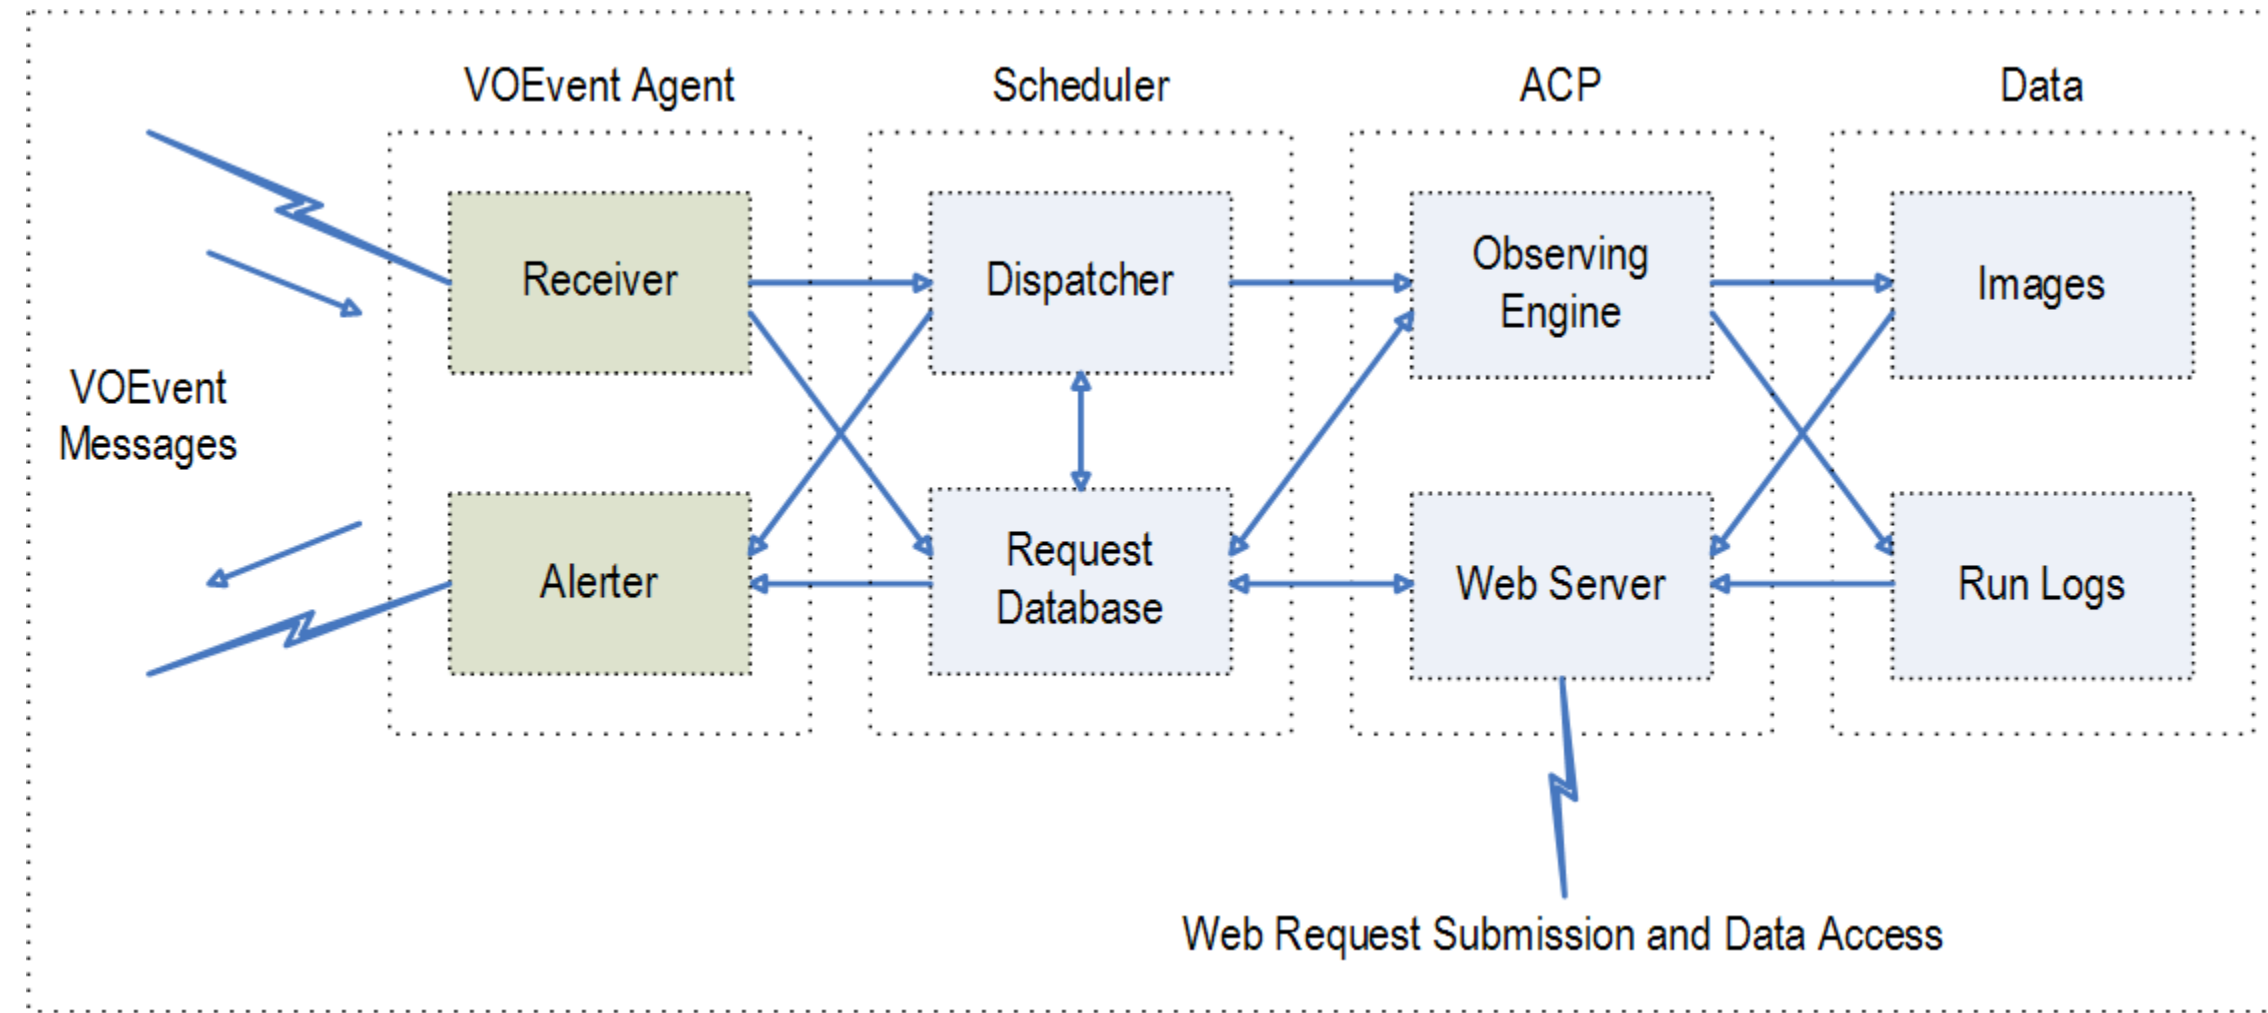 VOEvent Agent
Scheduler
ACP
Data
Receiver
Dispatcher
Observing
Engine
Images
VOEvent
Messages
Alerter
Request
Database
Web Server
Run Logs
Web Request Submission and Data Access